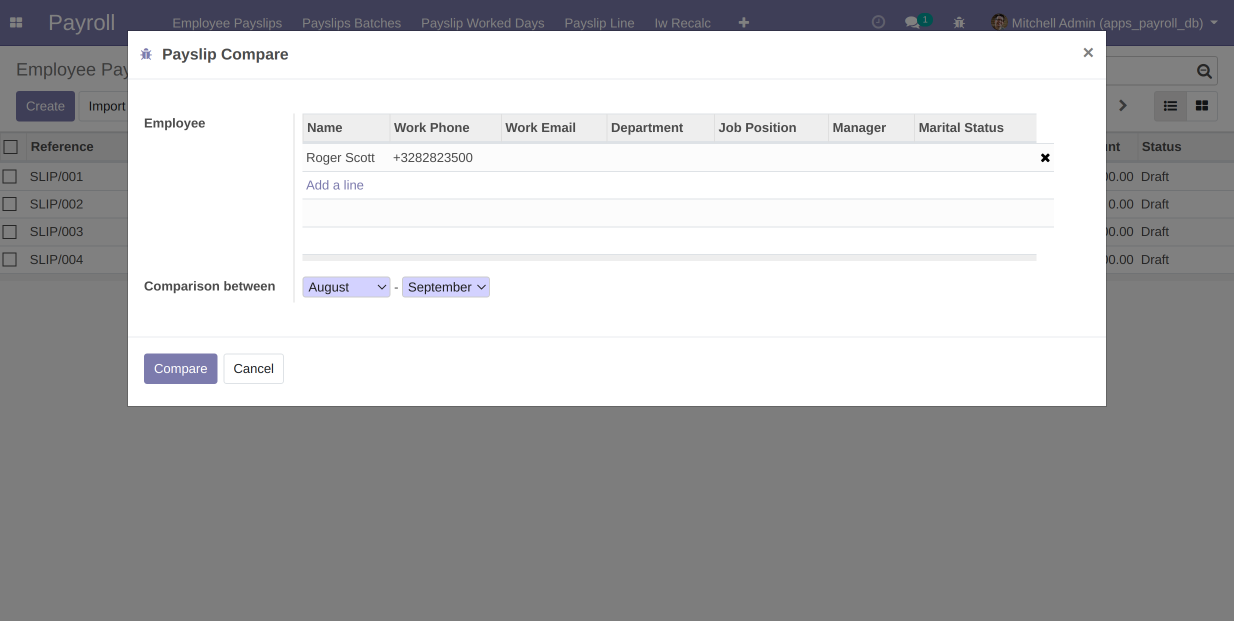 Payroll Employee Payslips Payslips Batches Payslip Worked Days Payslip Line Iw Recalc 1 Mitchell Admin (apps_payroll_db)
Payslip Compare ×
Employee Pay
Create Import
Employee
Name Work Phone Work Email Department Job Position Manager Marital Status
Reference nt Status
Roger Scott +3282823500
SLIP/001 00.00 Draft
Add a line
SLIP/002 0.00 Draft
SLIP/003 00.00 Draft
SLIP/004 00.00 Draft
Comparison between August - September
Compare Cancel